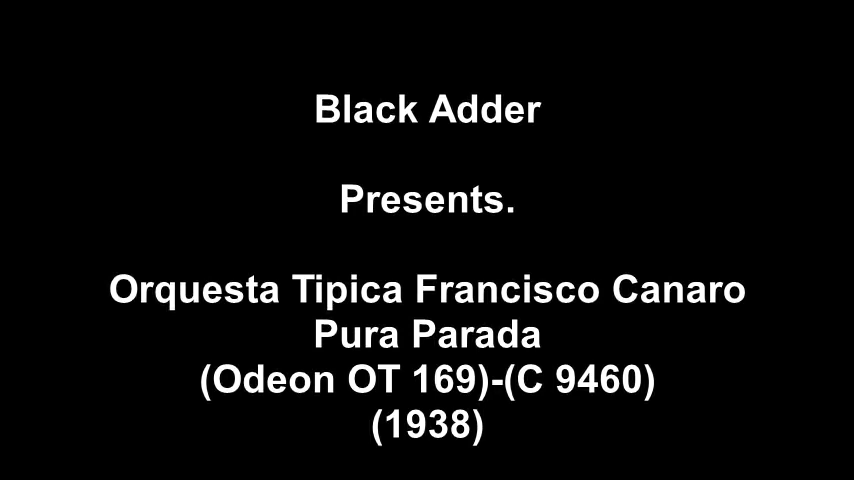 Black Adder
Presents.
Orquesta Tipica Francisco Canaro
Pura Parada
(Odeon OT 169)-(C 9460)
(1938)